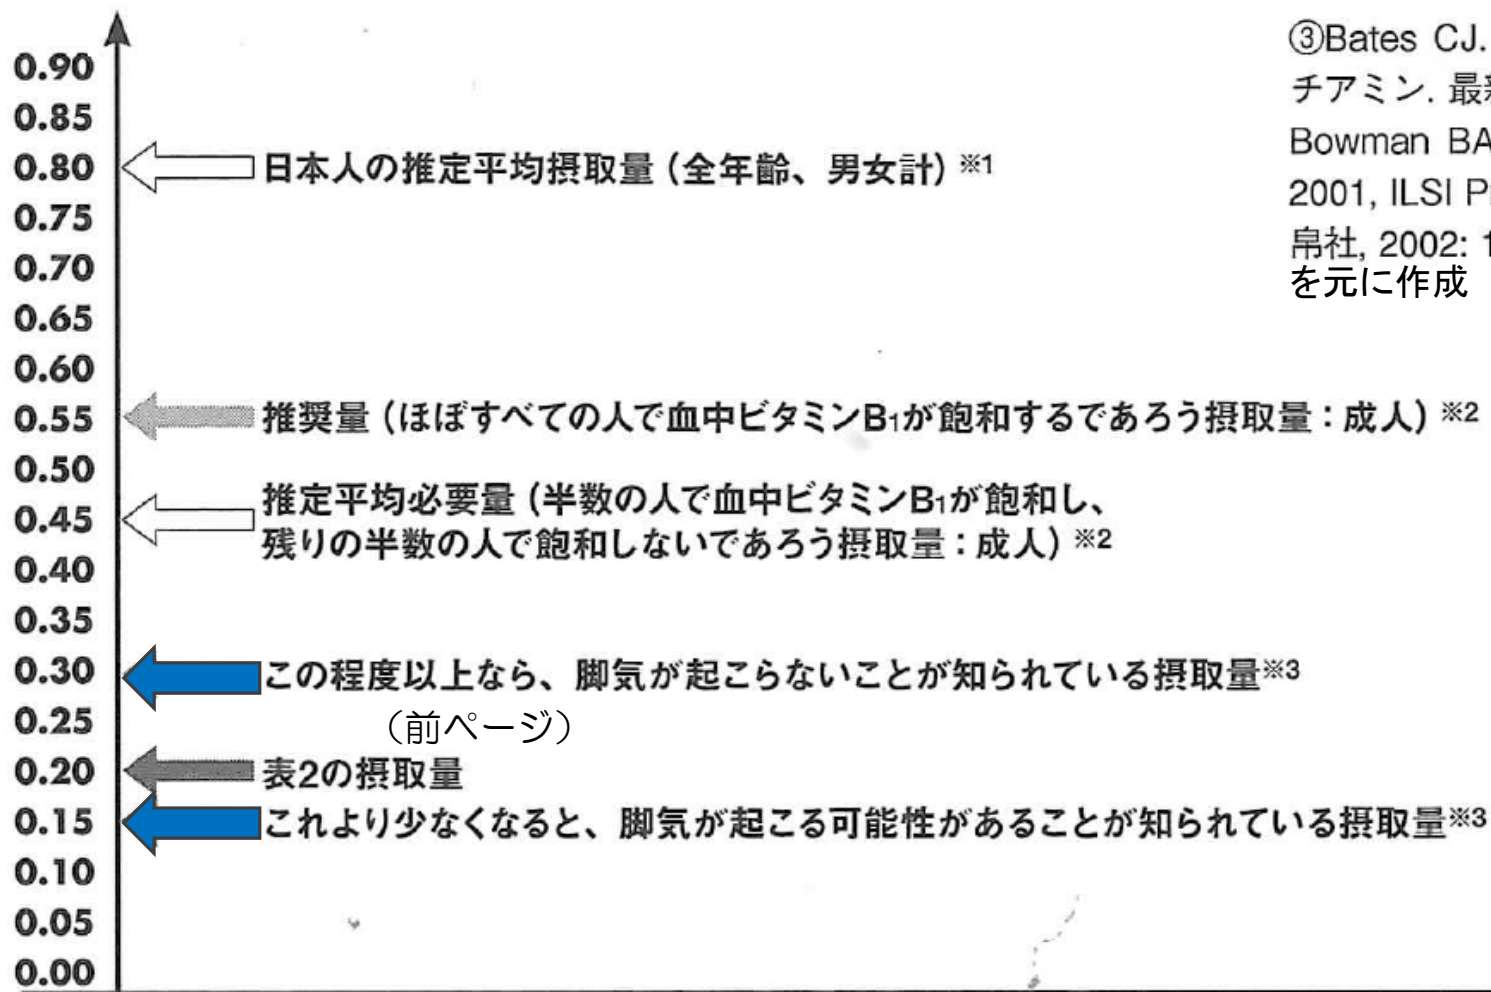 0.90
0.85
0.80
0.75
0.70
0.65
0.60
0.55
0.50
0.45
0.40
0.35
0.30
0.25
0.20
0.15
0.10
0.05
0.00
日本人の推定平均摂取量（全年齢、男女計）※1
推奨量（ほぼすべての人で血中ビタミンB1が飽和するであろう摂取量：成人）※2
推定平均必要量（半数の人で血中ビタミンB1が飽和し、
残りの半数の人で飽和しないであろう摂取量：成人）※2
この程度以上なら、脚気が起こらないことが知られている摂取量※3
（前ページ）
表2の摂取量
これより少なくなると、脚気が起こる可能性があることが知られている摂取量※3
③Bates CJ.
チアミン. 最
Bowman BA
2001, ILSI P
帛社, 2002: 1
を元に作成